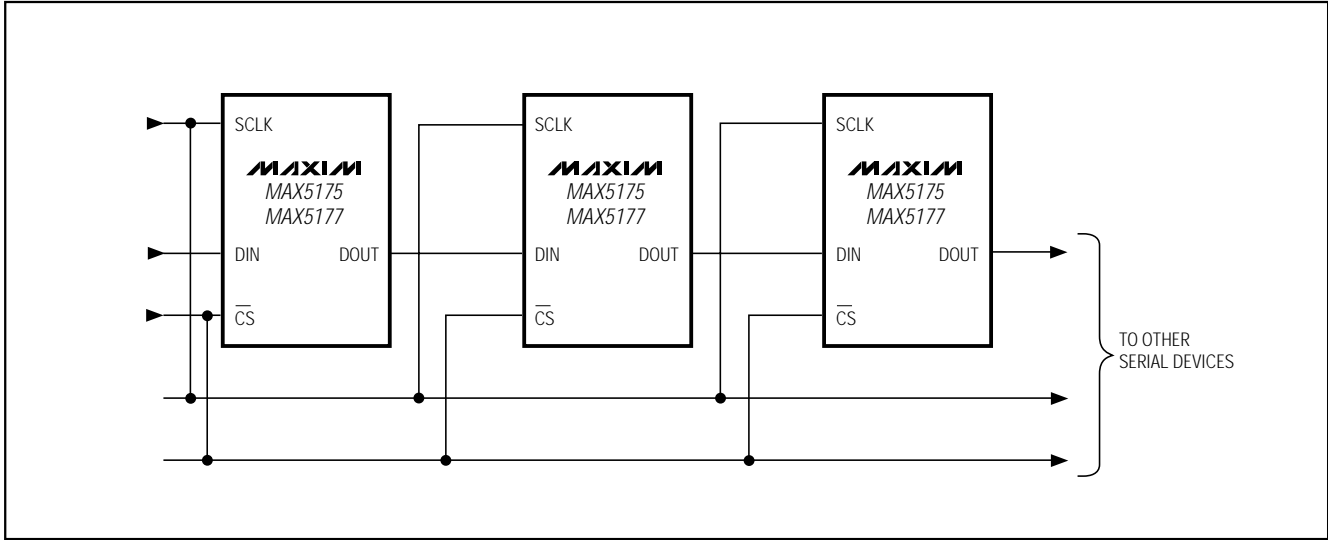 SCLK
MAXIM
MAX5175
MAX5177
DIN DOUT
CS
SCLK
MAXIM
MAX5175
MAX5177
DIN DOUT
CS
SCLK
MAXIM
MAX5175
MAX5177
DIN DOUT
CS
TO OTHER
SERIAL DEVICES